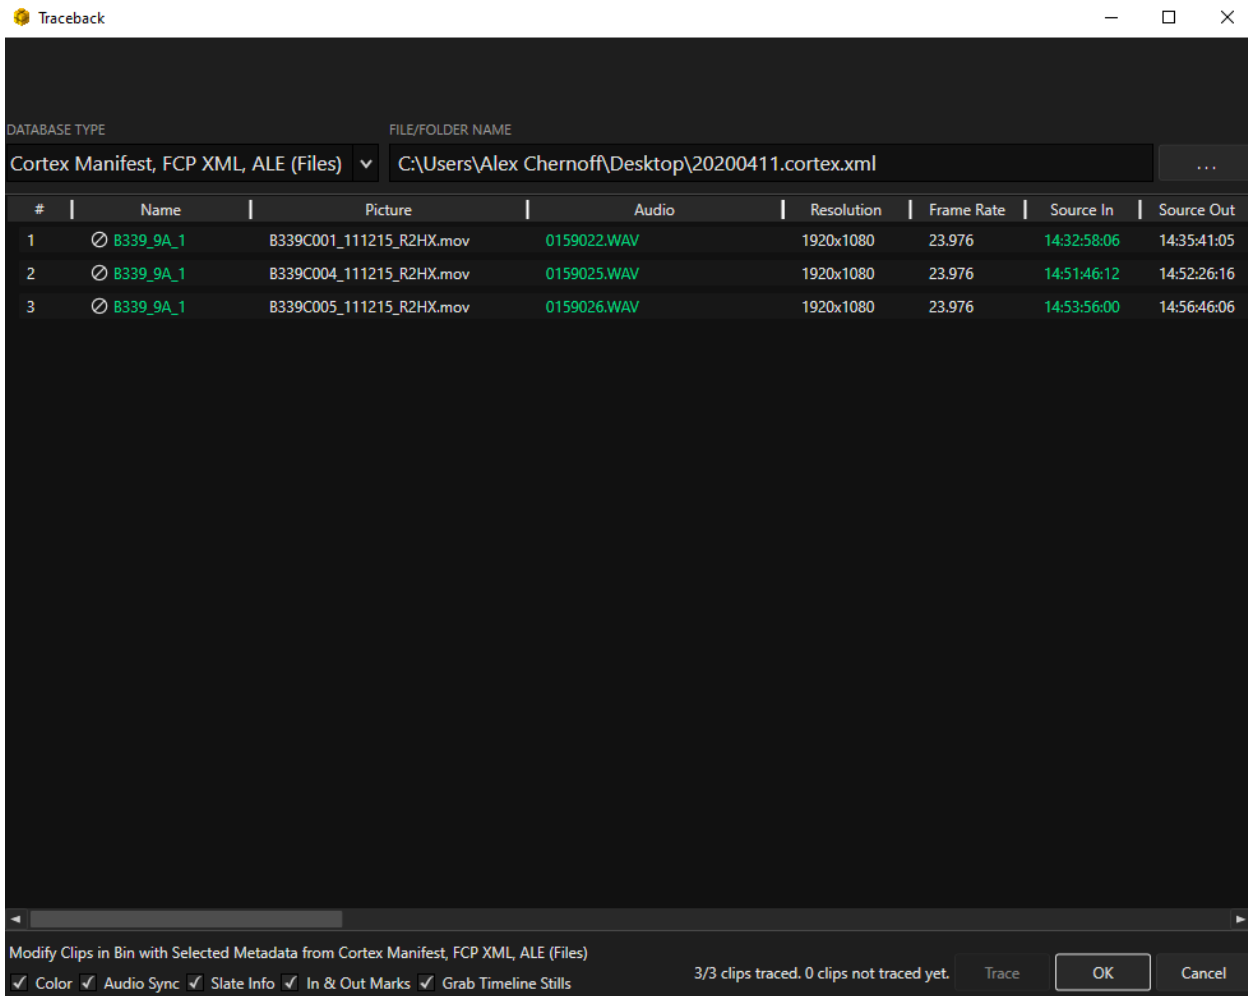 Traceback
DATABASE TYPE FILE/FOLDER NAME
Cortex Manifest, FCP XML, ALE (Files) C:\Users\Alex Chernoff\Desktop\20200411.cortex.xml ...
# Name Picture Audio Resolution Frame Rate Source In Source Out
1 B339_9A_1 B339C001_111215_R2HX.mov 0159022.WAV 1920x1080 23.976 14:32:58:06 14:35:41:05
2 B339_9A_1 B339C004_111215_R2HX.mov 0159025.WAV 1920x1080 23.976 14:51:46:12 14:52:26:16
3 B339_9A_1 B339C005_111215_R2HX.mov 0159026.WAV 1920x1080 23.976 14:53:56:00 14:56:46:06
Modify Clips in Bin with Selected Metadata from Cortex Manifest, FCP XML, ALE (Files)
Color Audio Sync Slate Info In & Out Marks Grab Timeline Stills 3/3 clips traced. 0 clips not traced yet. Trace OK Cancel